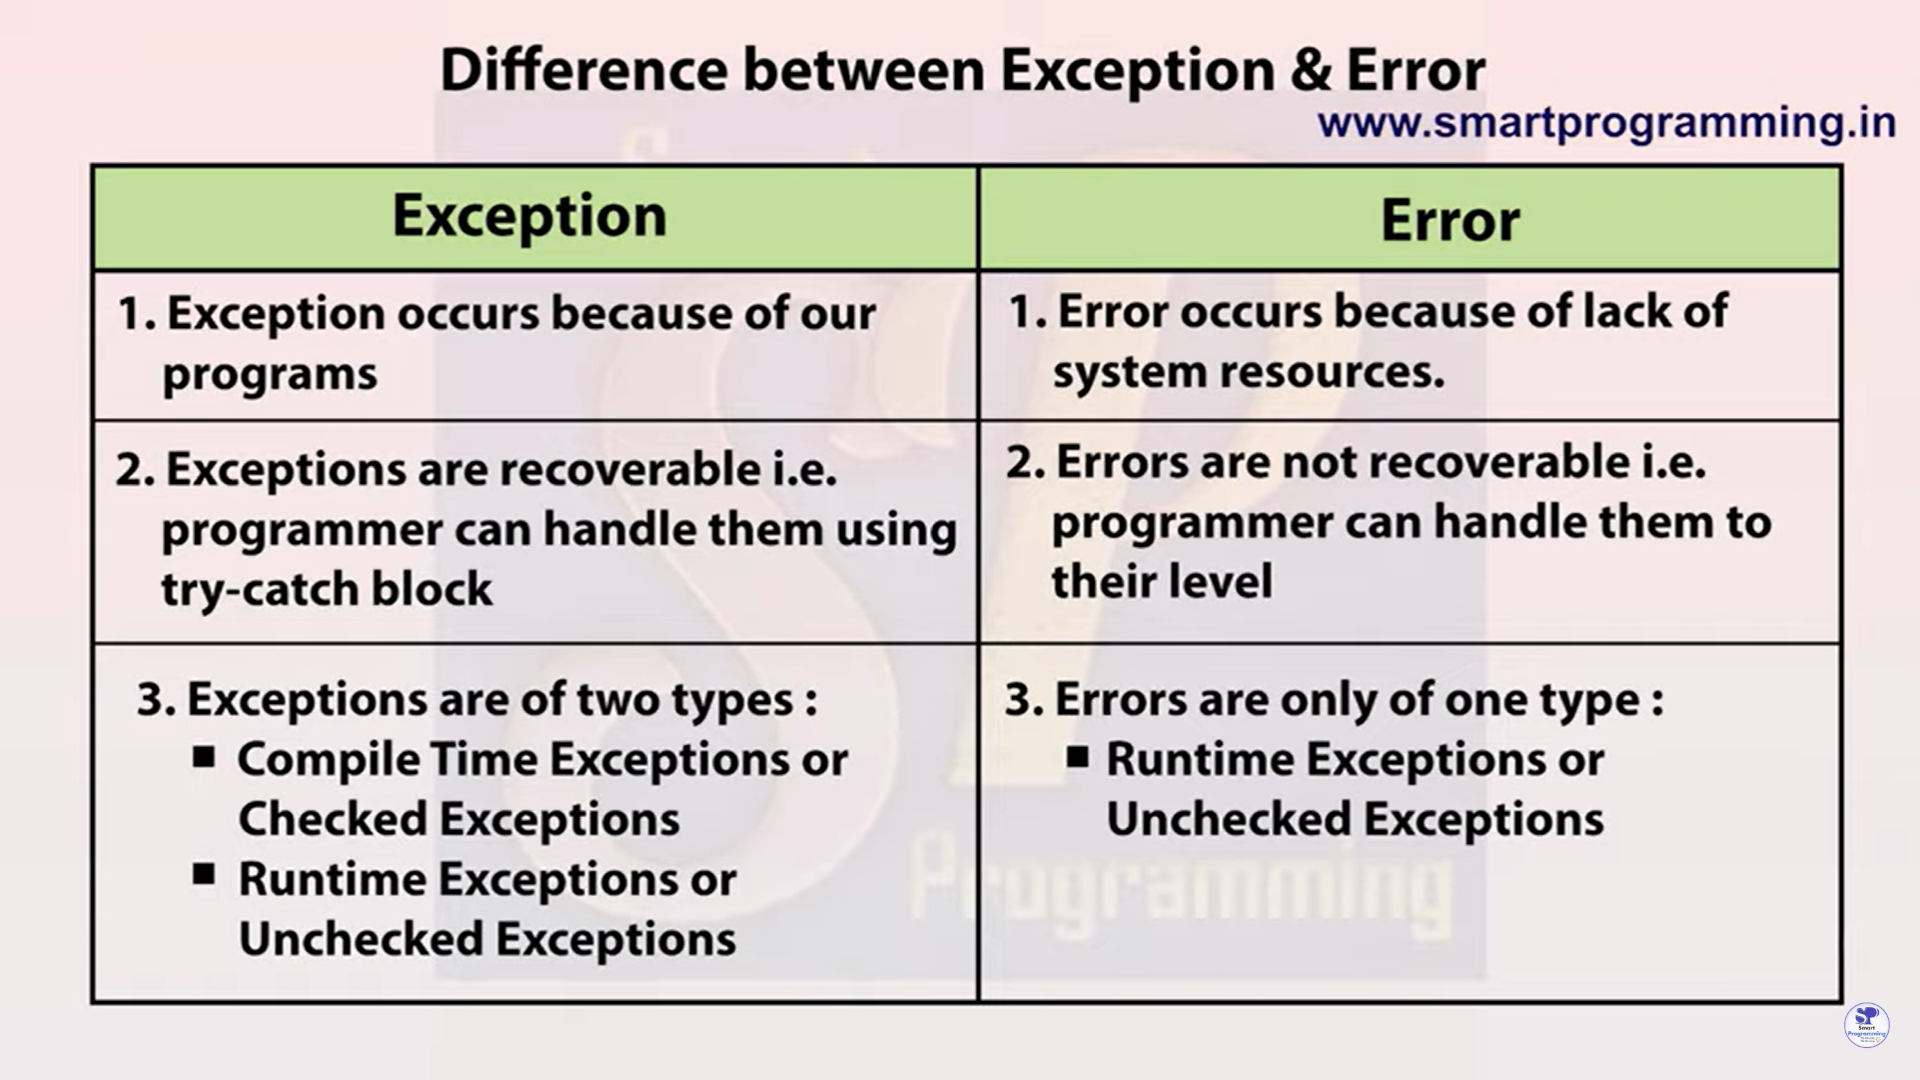 Difference between Exception & Error
www.smartprogramming.in
Exception
Error
1. Exception occurs because of our
programs
1. Error occurs because of lack of
system resources.
2. Exceptions are recoverable i.e.
programmer can handle them using
try-catch block
2. Errors are not recoverable i.e.
programmer can handle them to
their level
3. Exceptions are of two types :
■ Compile Time Exceptions or
Checked Exceptions
■ Runtime Exceptions or
Unchecked Exceptions
3. Errors are only of one type :
■ Runtime Exceptions or
Unchecked Exceptions
SP
Programming
SP
Smart
Programming